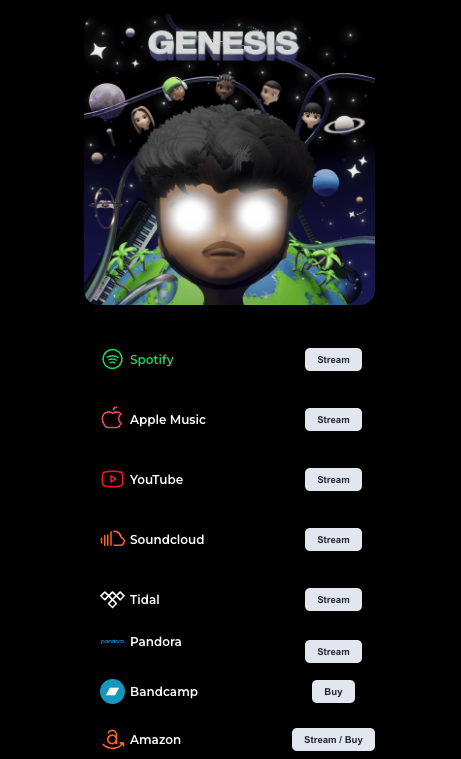 GENESIS
Spotify Stream
Apple Music Stream
YouTube Stream
Soundcloud Stream
Tidal Stream
pandora Pandora Stream
Bandcamp Buy
Amazon Stream / Buy